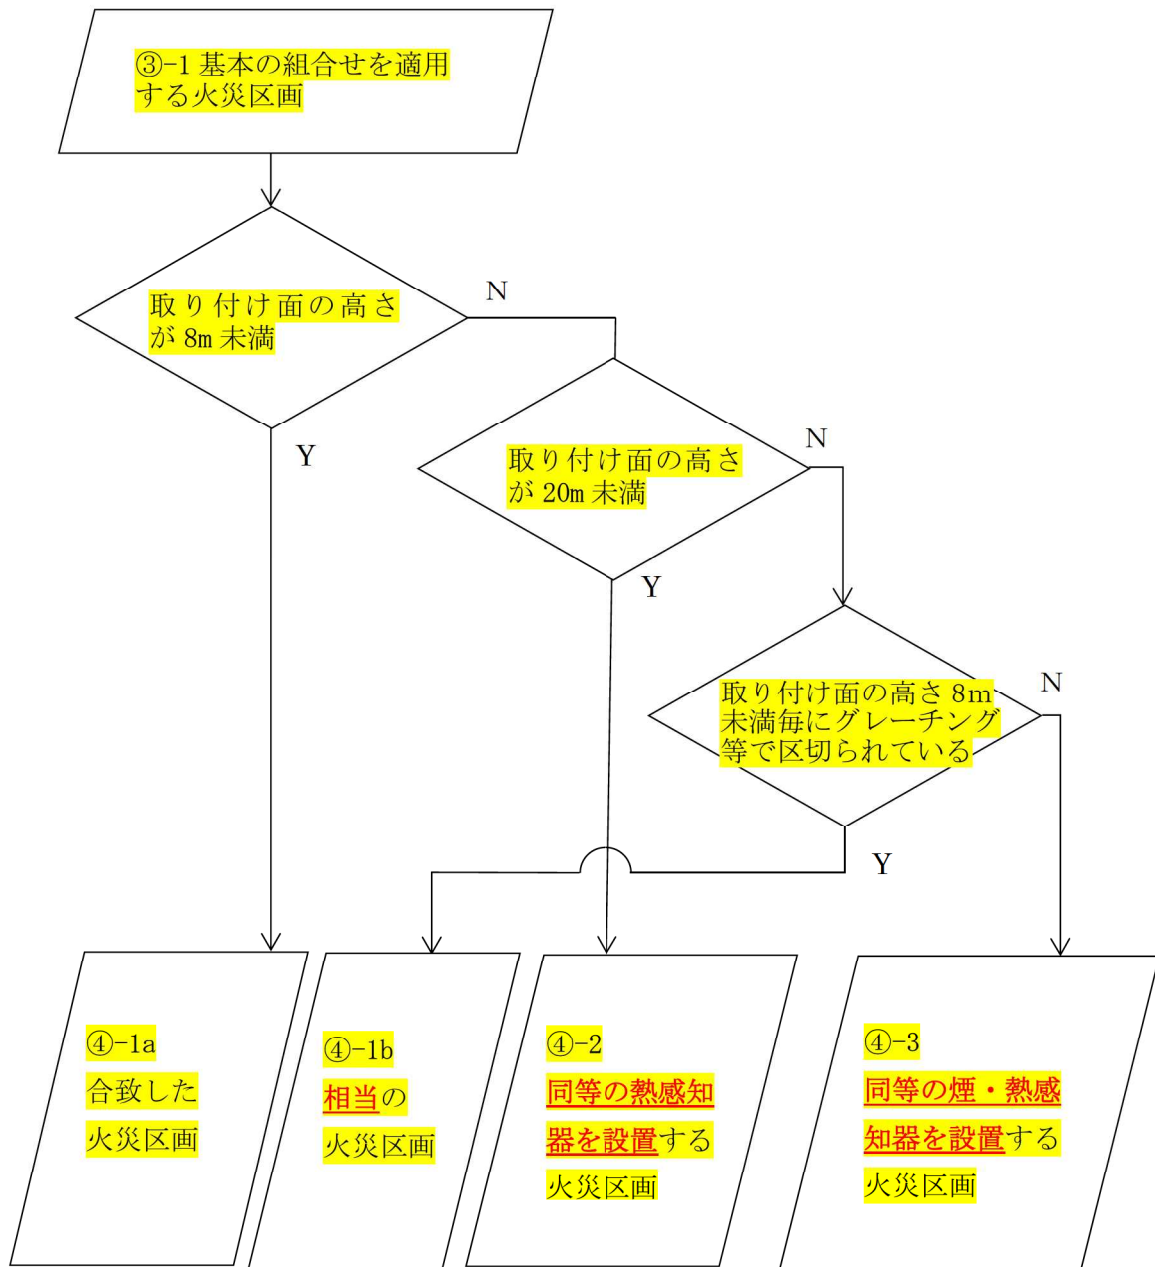 ③-1 基本の組合せを適用
する火災区画
取り付け面の高さ
が 8m 未満
N
Y
取り付け面の高さ
が 20m 未満
N
Y
取り付け面の高さ 8m
未満毎にグレーチング
等で区切られている
N
Y
④-1a
合致した
火災区画
④-1b
相当の
火災区画
④-2
同等の熱感知
器を設置する
火災区画
④-3
同等の煙・熱感
知器を設置する
火災区画